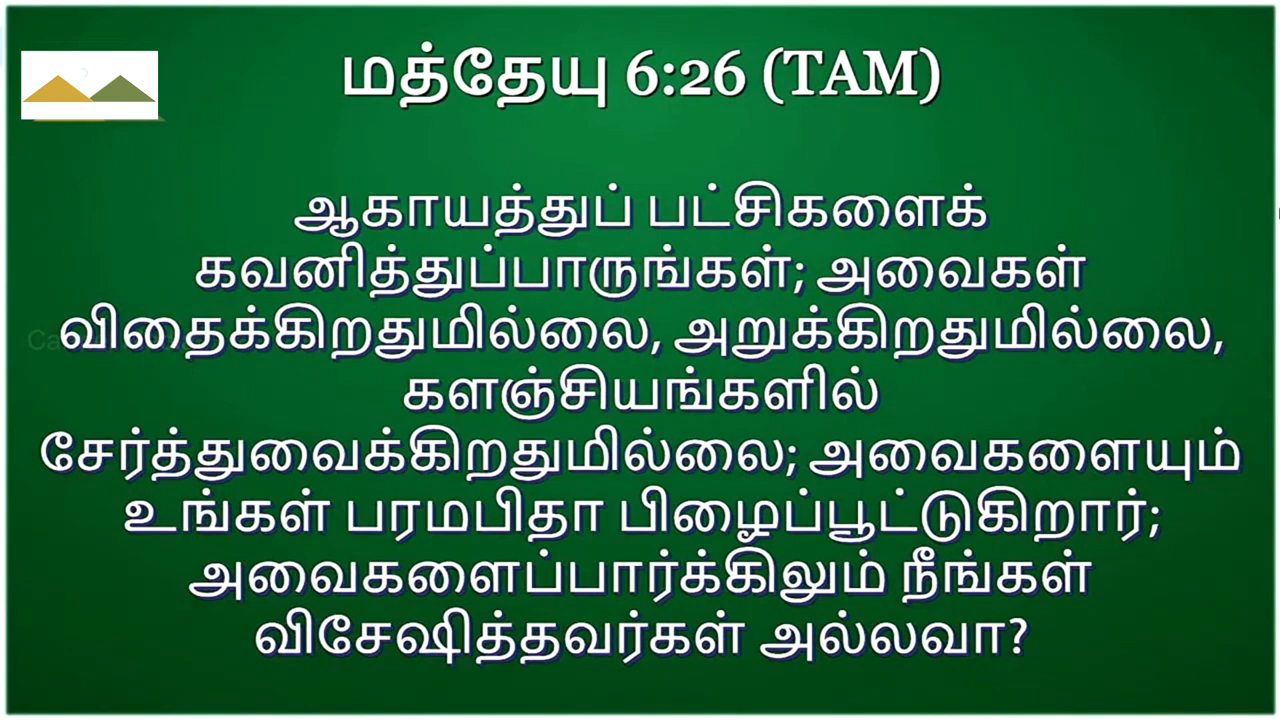 மத்தேயு 6:26 (TAM)
ஆகாயத்துப் பட்சிகளைக்
கவனித்துப்பாருங்கள்; அவைகள்
விதைக்கிறதுமில்லை, அறுக்கிறதுமில்லை,
களஞ்சியங்களில்
சேர்த்துவைக்கிறதுமில்லை; அவைகளையும்
உங்கள் பரமபிதா பிழைப்பூட்டுகிறார்;
அவைகளைப்பார்க்கிலும் நீங்கள்
விசேஷித்தவர்கள் அல்லவா?